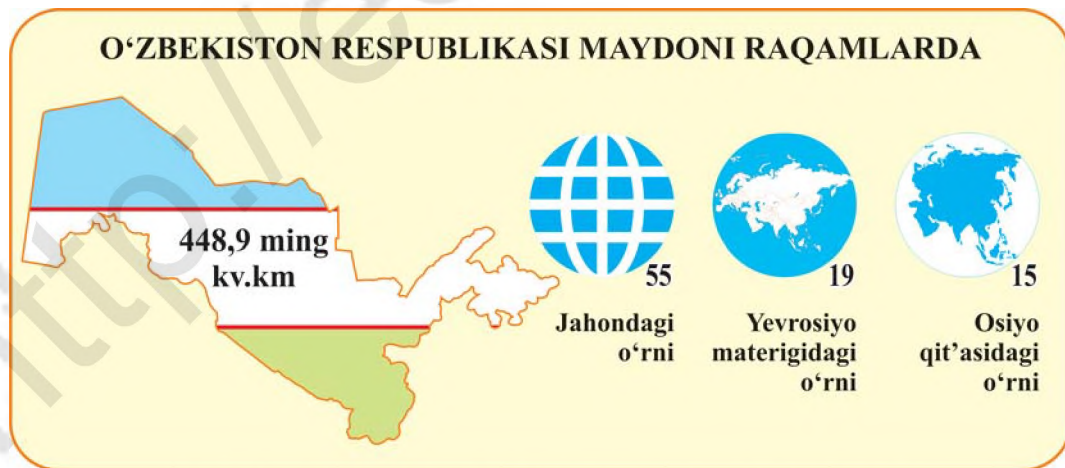 O‘ZBEKISTON RESPUBLIKASI MAYDONI RAQAMLARDA
448,9 ming
kv.km
55
Jahondagi
o‘rni
19
Yevrosiyo
materigidagi
o‘rni
15
Osiyo
qit’asidagi
o‘rni
http://e